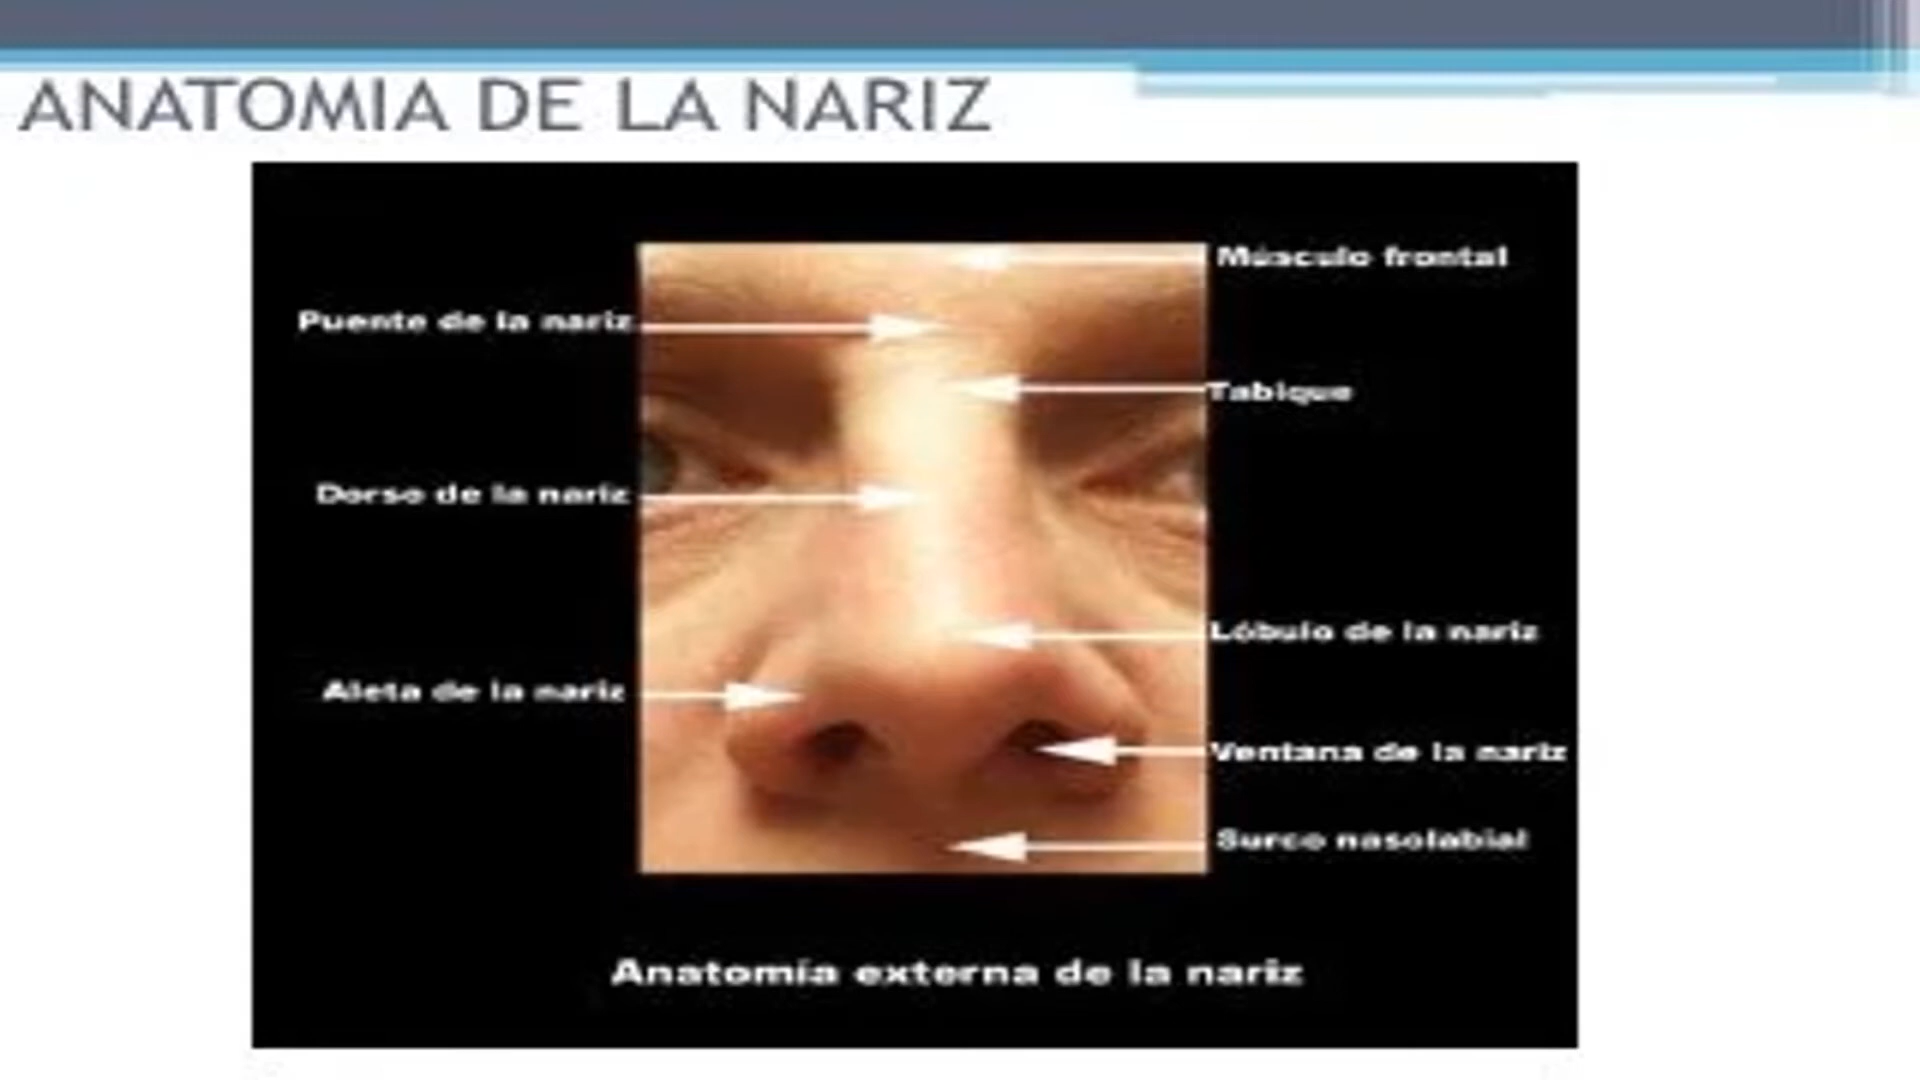 ANATOMIA DE LA NARIZ
Músculo frontal
Puente de la nariz
Tabique
Dorso de la nariz
Lóbulo de la nariz
Aleta de la nariz
Ventana de la nariz
Surco nasolabial
Anatomía externa de la nariz